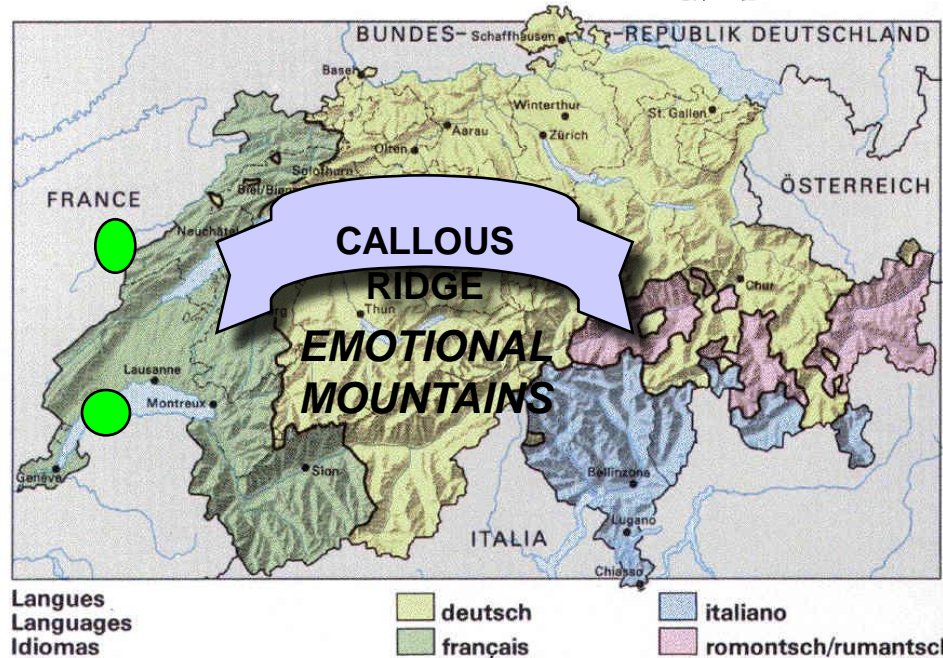 BUNDES- Schaffhausen -REPUBLIK DEUTSCHLAND
Basel
Winterthur
St. Gallen
Aarau
Zürich
Olten
Solothurn
ÖSTERREICH
FRANCE
Biel/Bien
Neuchâtel
CALLOUS
RIDGE
Chur
Thun
EMOTIONAL
MOUNTAINS
Lausanne
Montreux
Genève
Sion
Bellinzona
Lugano
ITALIA
Chiasso
Langues
Languages
Idiomas
deutsch
français
italiano
romontsch/rumantsch